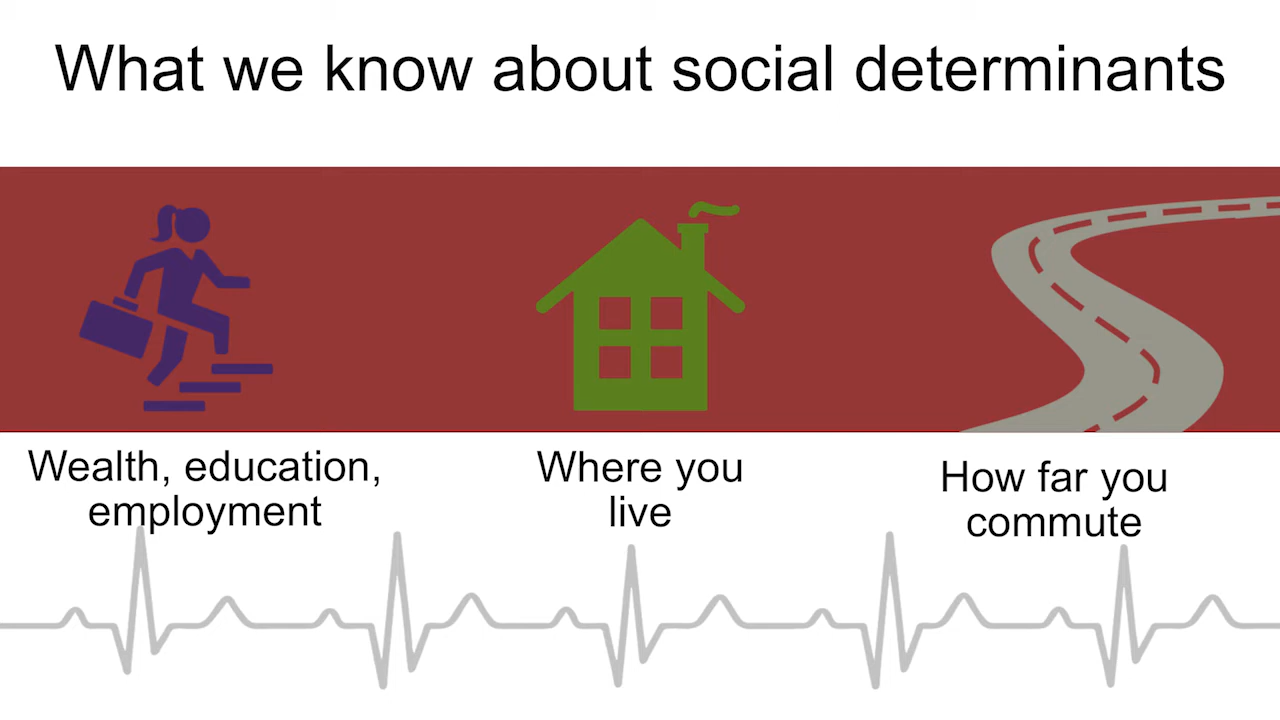 What we know about social determinants
Wealth, education,
employment
Where you
live
How far you
commute